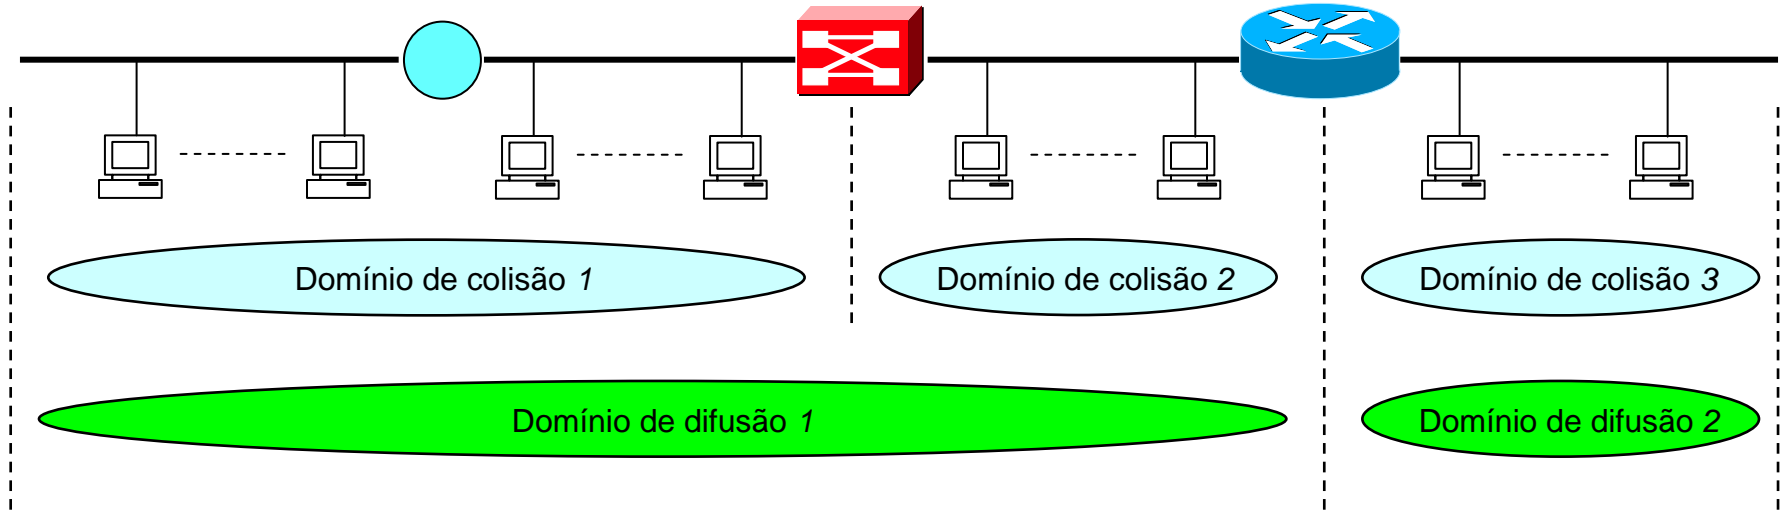 Domínio de colisão 1
Domínio de colisão 2
Domínio de colisão 3
Domínio de difusão 1
Domínio de difusão 2